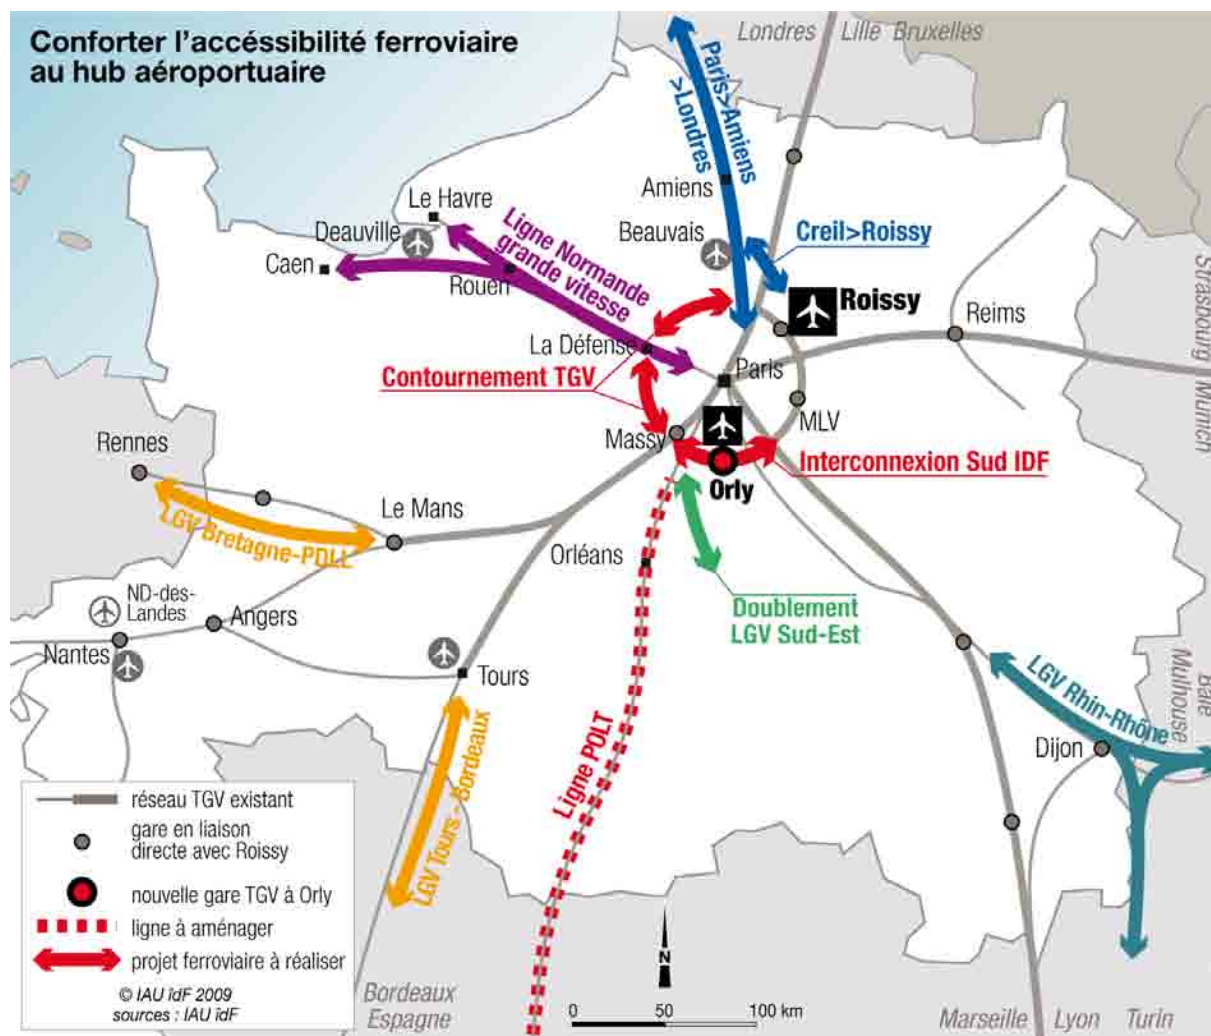 Conforter l'accéssibilité ferroviaire
au hub aéroportuaire
Londres
Lille Bruxelles
Paris>Amiens
>Londres
Amiens
Le Havre
Deauville
Beauvais
Caen
Rouen
Ligne Normande
grande vitesse
Creil>Roissy
Roissy
Reims
Strasbourg
Munich
La Défense
Contournement TGV
Paris
MLV
Massy
Orly
Interconnexion Sud IDF
Rennes
LGV Bretagne-PDLL
Le Mans
Orléans
Doublement
LGV Sud-Est
ND-des-
Landes
Angers
Nantes
Tours
LGV Tours - Bordeaux
Ligne POLT
LGV Rhin-Rhône
Bâle
Mulhouse
Dijon
réseau TGV existant
gare en liaison
directe avec Roissy
nouvelle gare TGV à Orly
ligne à aménager
projet ferroviaire à réaliser
© IAU îdF 2009
sources : IAU îdF
Bordeaux
Espagne
N
0 50 100 km
Marseille
Lyon
Turin